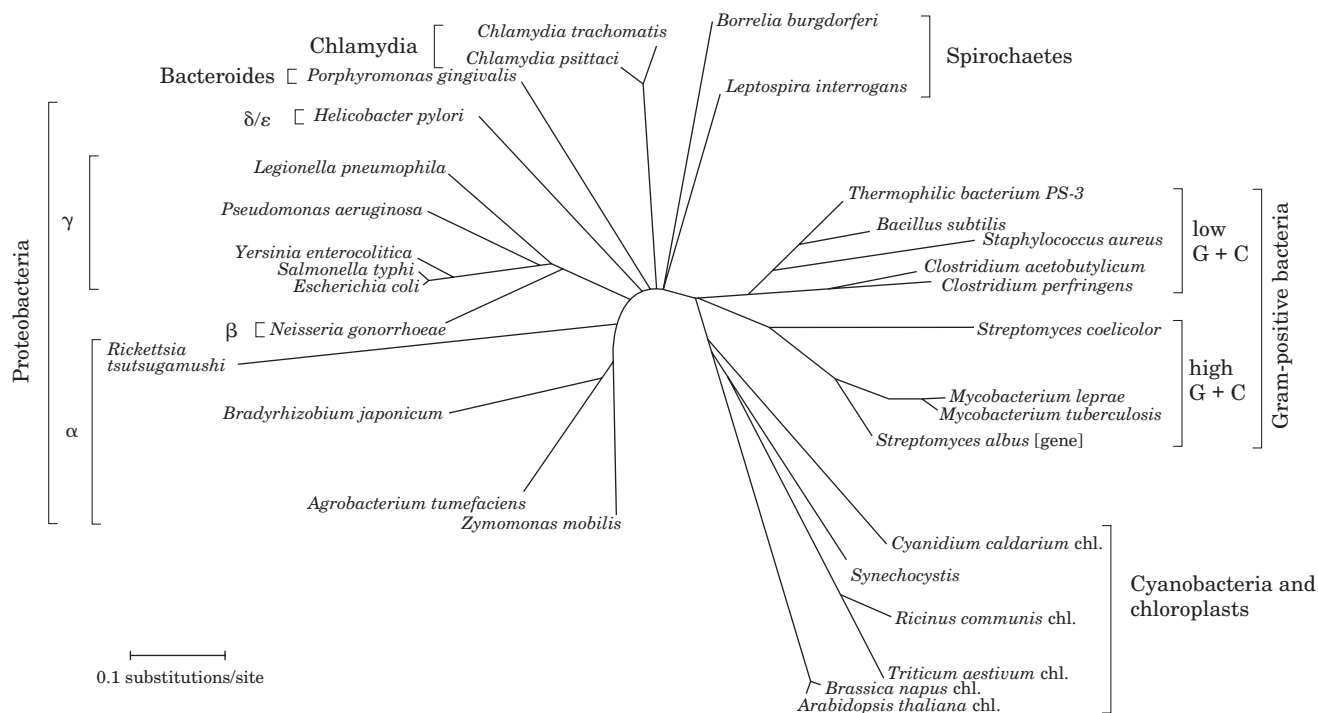 Chlamydia
Chlamydia trachomatis
Chlamydia psittaci
Bacteroides
Porphyromonas gingivalis
Borrelia burgdorferi
Leptospira interrogans
Spirochaetes
δ/ε
Helicobacter pylori
Legionella pneumophila
γ
Pseudomonas aeruginosa
Yersinia enterocolitica
Salmonella typhi
Escherichia coli
β
Neisseria gonorrhoeae
Proteobacteria
Rickettsia
tsutsugamushi
Bradyrhizobium japonicum
α
Agrobacterium tumefaciens
Zymomonas mobilis
Thermophilic bacterium PS-3
Bacillus subtilis
Staphylococcus aureus
Clostridium acetobutylicum
Clostridium perfringens
low
G + C
Streptomyces coelicolor
Mycobacterium leprae
Mycobacterium tuberculosis
Streptomyces albus [gene]
high
G + C
Gram-positive bacteria
Cyanidium caldarium chl.
Synechocystis
Ricinus communis chl.
Triticum aestivum chl.
Brassica napus chl.
Arabidopsis thaliana chl.
Cyanobacteria and
chloroplasts
0.1 substitutions/site